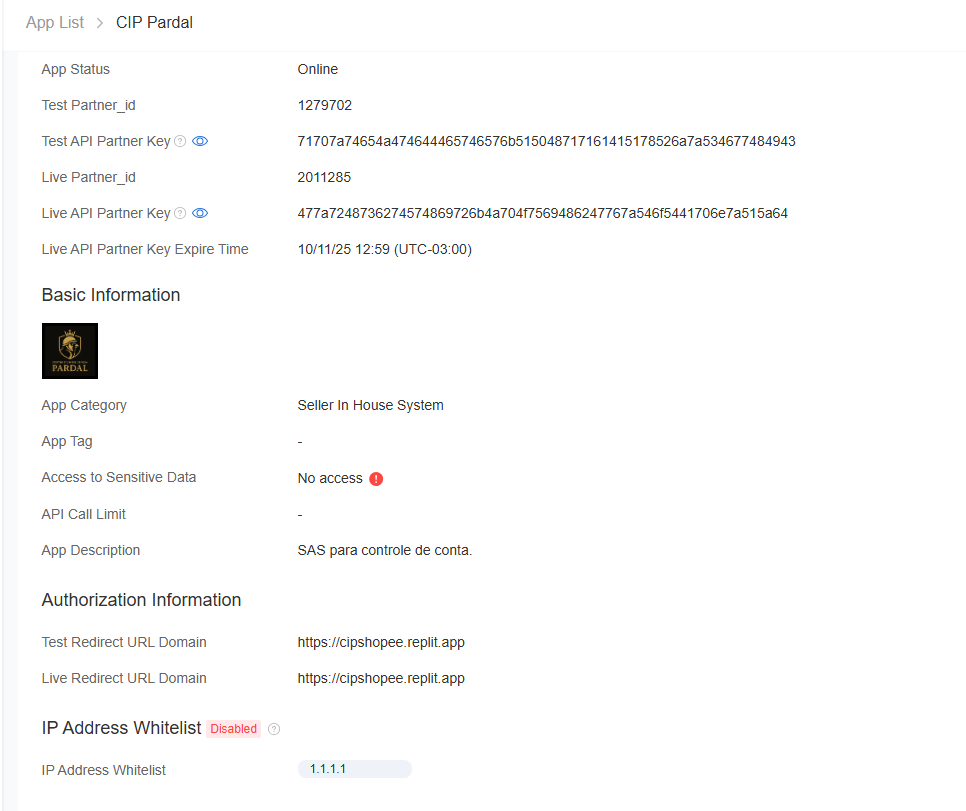 App List > CIP Pardal
App Status Online
Test Partner_id 1279702
Test API Partner Key 71707a74654a474644465746576b515048717161415178526a7a534677484943
Live Partner_id 2011285
Live API Partner Key 477a7248736274574869726b4a704f7569486247767a546f5441706e7a515a64
Live API Partner Key Expire Time 10/11/25 12:59 (UTC-03:00)
Basic Information
PARDAL
App Category Seller In House System
App Tag -
Access to Sensitive Data No access
API Call Limit -
App Description SAS para controle de conta.
Authorization Information
Test Redirect URL Domain https://cipshopee.replit.app
Live Redirect URL Domain https://cipshopee.replit.app
IP Address Whitelist Disabled
IP Address Whitelist 1.1.1.1